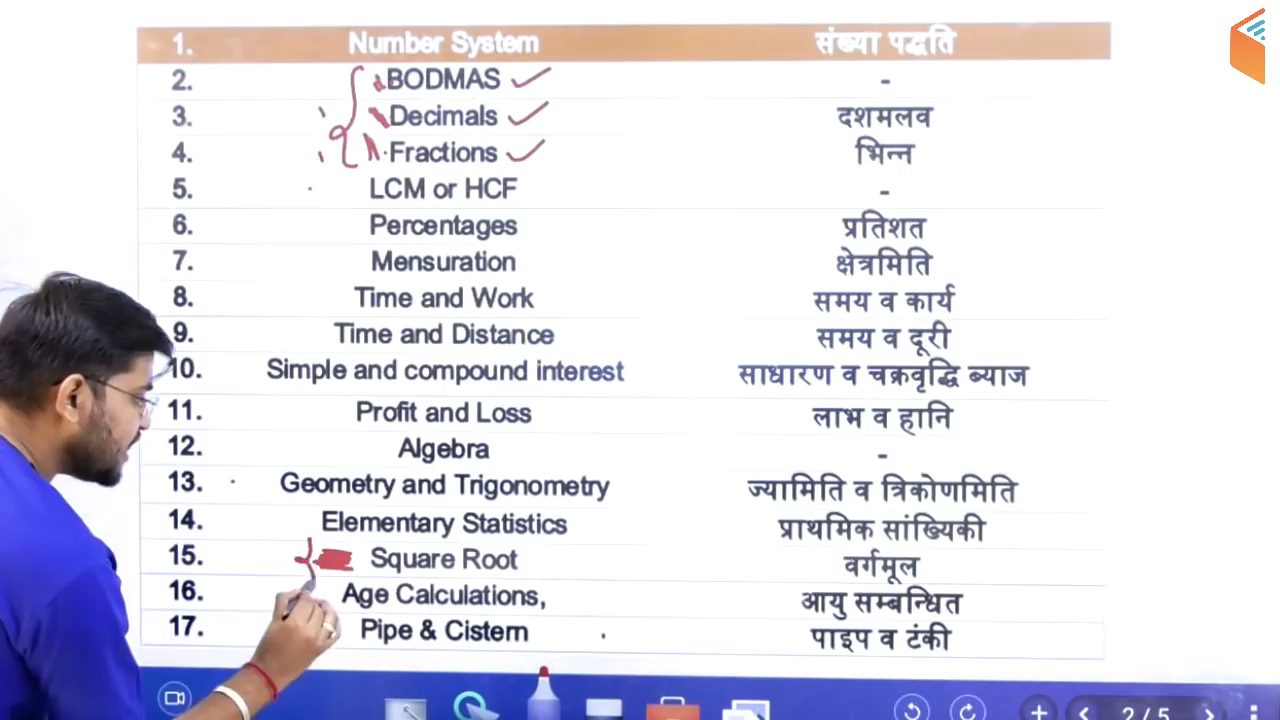 1. Number System संख्या पद्धति
2. BODMAS -
3. Decimals दशमलव
4. Fractions भिन्न
5. LCM or HCF -
6. Percentages प्रतिशत
7. Mensuration क्षेत्रमिति
8. Time and Work समय व कार्य
9. Time and Distance समय व दूरी
10. Simple and compound interest साधारण व चक्रवृद्धि ब्याज
11. Profit and Loss लाभ व हानि
12. Algebra -
13. Geometry and Trigonometry ज्यामिति व त्रिकोणमिति
14. Elementary Statistics प्राथमिक सांख्यिकी
15. Square Root वर्गमूल
16. Age Calculations, आयु सम्बन्धित
17. Pipe & Cistern पाइप व टंकी
2 / 5